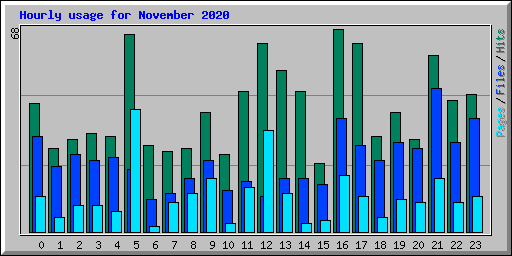 Hourly usage for November 2020
68
Pages / Files / Hits
0 1 2 3 4 5 6 7 8 9 10 11 12 13 14 15 16 17 18 19 20 21 22 23